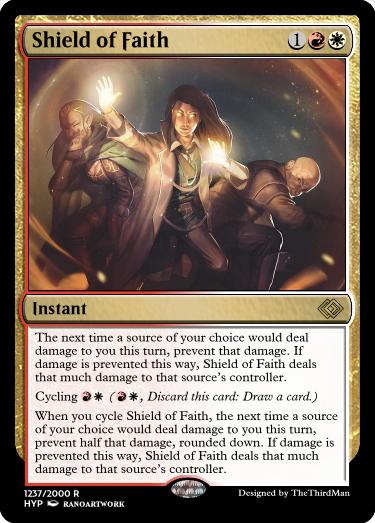 Shield of Faith 1
Instant
The next time a source of your choice would deal
damage to you this turn, prevent that damage. If
damage is prevented this way, Shield of Faith deals
that much damage to that source's controller.
Cycling ( , Discard this card: Draw a card.)
When you cycle Shield of Faith, the next time a source
of your choice would deal damage to you this turn,
prevent half that damage, rounded down. If damage is
prevented this way, Shield of Faith deals that much
damage to that source's controller.
1237/2000 R
HYP RANOARTWORK Designed by TheThirdMan